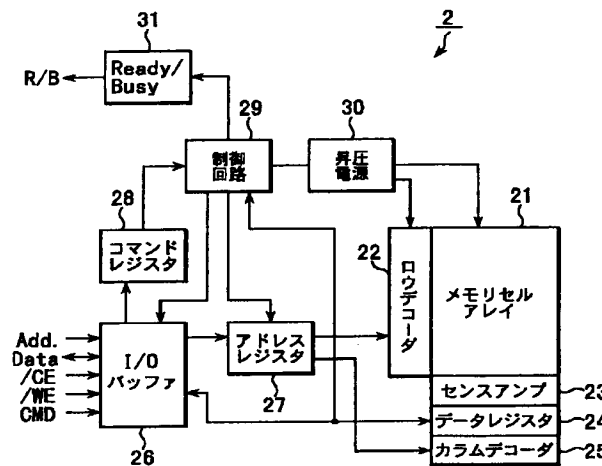 31
2
R/B
Ready/
Busy
29
30
制御
回路
昇圧
電源
28
21
コマンド
レジスタ
22
ロウデコーダ
メモリセル
アレイ
Add.
Data
/CE
/WE
CMD
I/O
バッファ
アドレス
レジスタ
27
26
センスアンプ
23
データレジスタ
24
カラムデコーダ
25